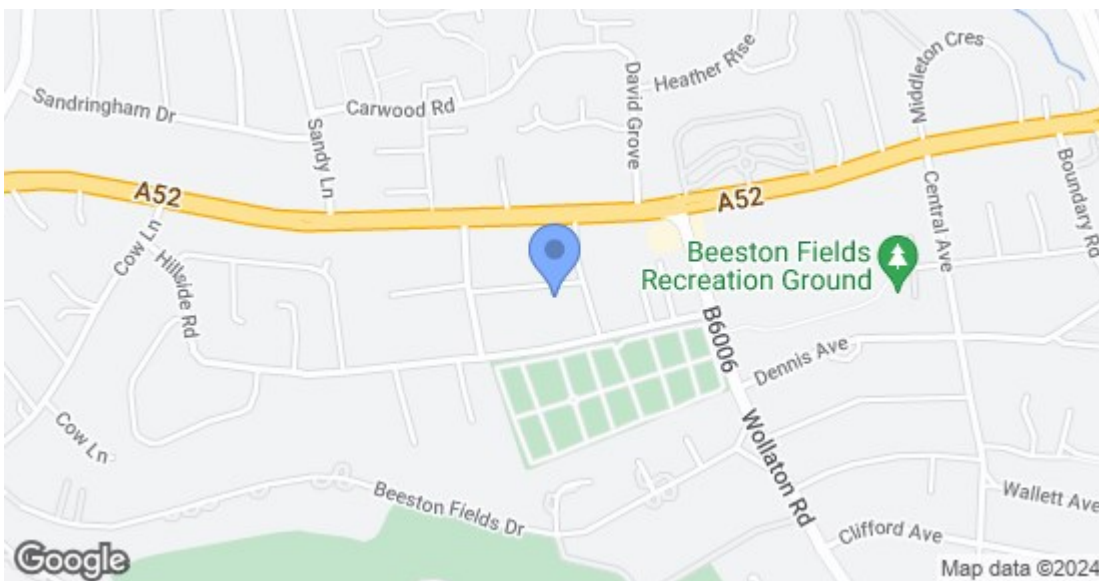 Sandringham Dr
Sandy Ln
Carwood Rd
David Grove
Heather Rise
Middleton Cres
A52
A52
Boundary Rd
Central Ave
Cow Ln
Hillside Rd
Beeston Fields
Recreation Ground
B6006
Dennis Ave
Wollaton Rd
Cow Ln
Beeston Fields Dr
Wallett Ave
Clifford Ave
Google
Map data ©2024